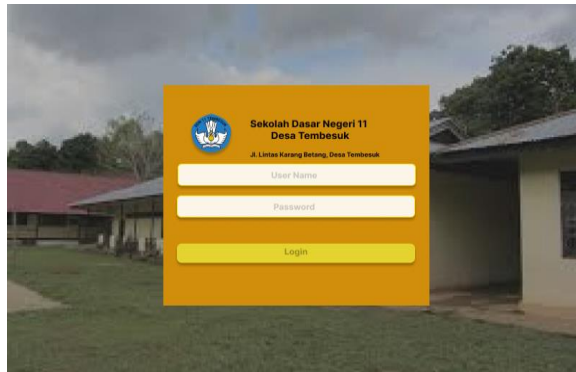 Sekolah Dasar Negeri 11
Desa Tembesuk
Jl. Lintas Karang Betang, Desa Tembesuk
User Name
Password
Login